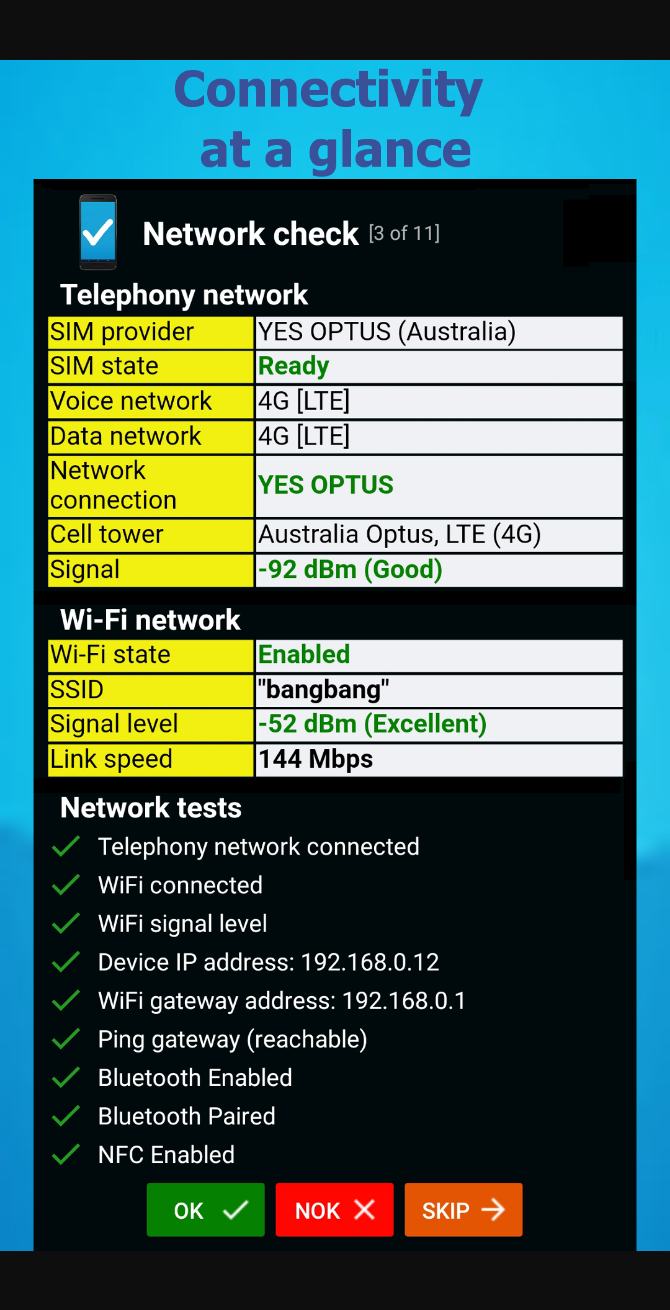 Connectivity
at a glance
Network check [3 of 11]
Telephony network
SIM provider YES OPTUS (Australia)
SIM state Ready
Voice network 4G [LTE]
Data network 4G [LTE]
Network
connection YES OPTUS
Cell tower Australia Optus, LTE (4G)
Signal -92 dBm (Good)
Wi-Fi network
Wi-Fi state Enabled
SSID "bangbang"
Signal level -52 dBm (Excellent)
Link speed 144 Mbps
Network tests
Telephony network connected
WiFi connected
WiFi signal level
Device IP address: 192.168.0.12
WiFi gateway address: 192.168.0.1
Ping gateway (reachable)
Bluetooth Enabled
Bluetooth Paired
NFC Enabled
OK NOK SKIP